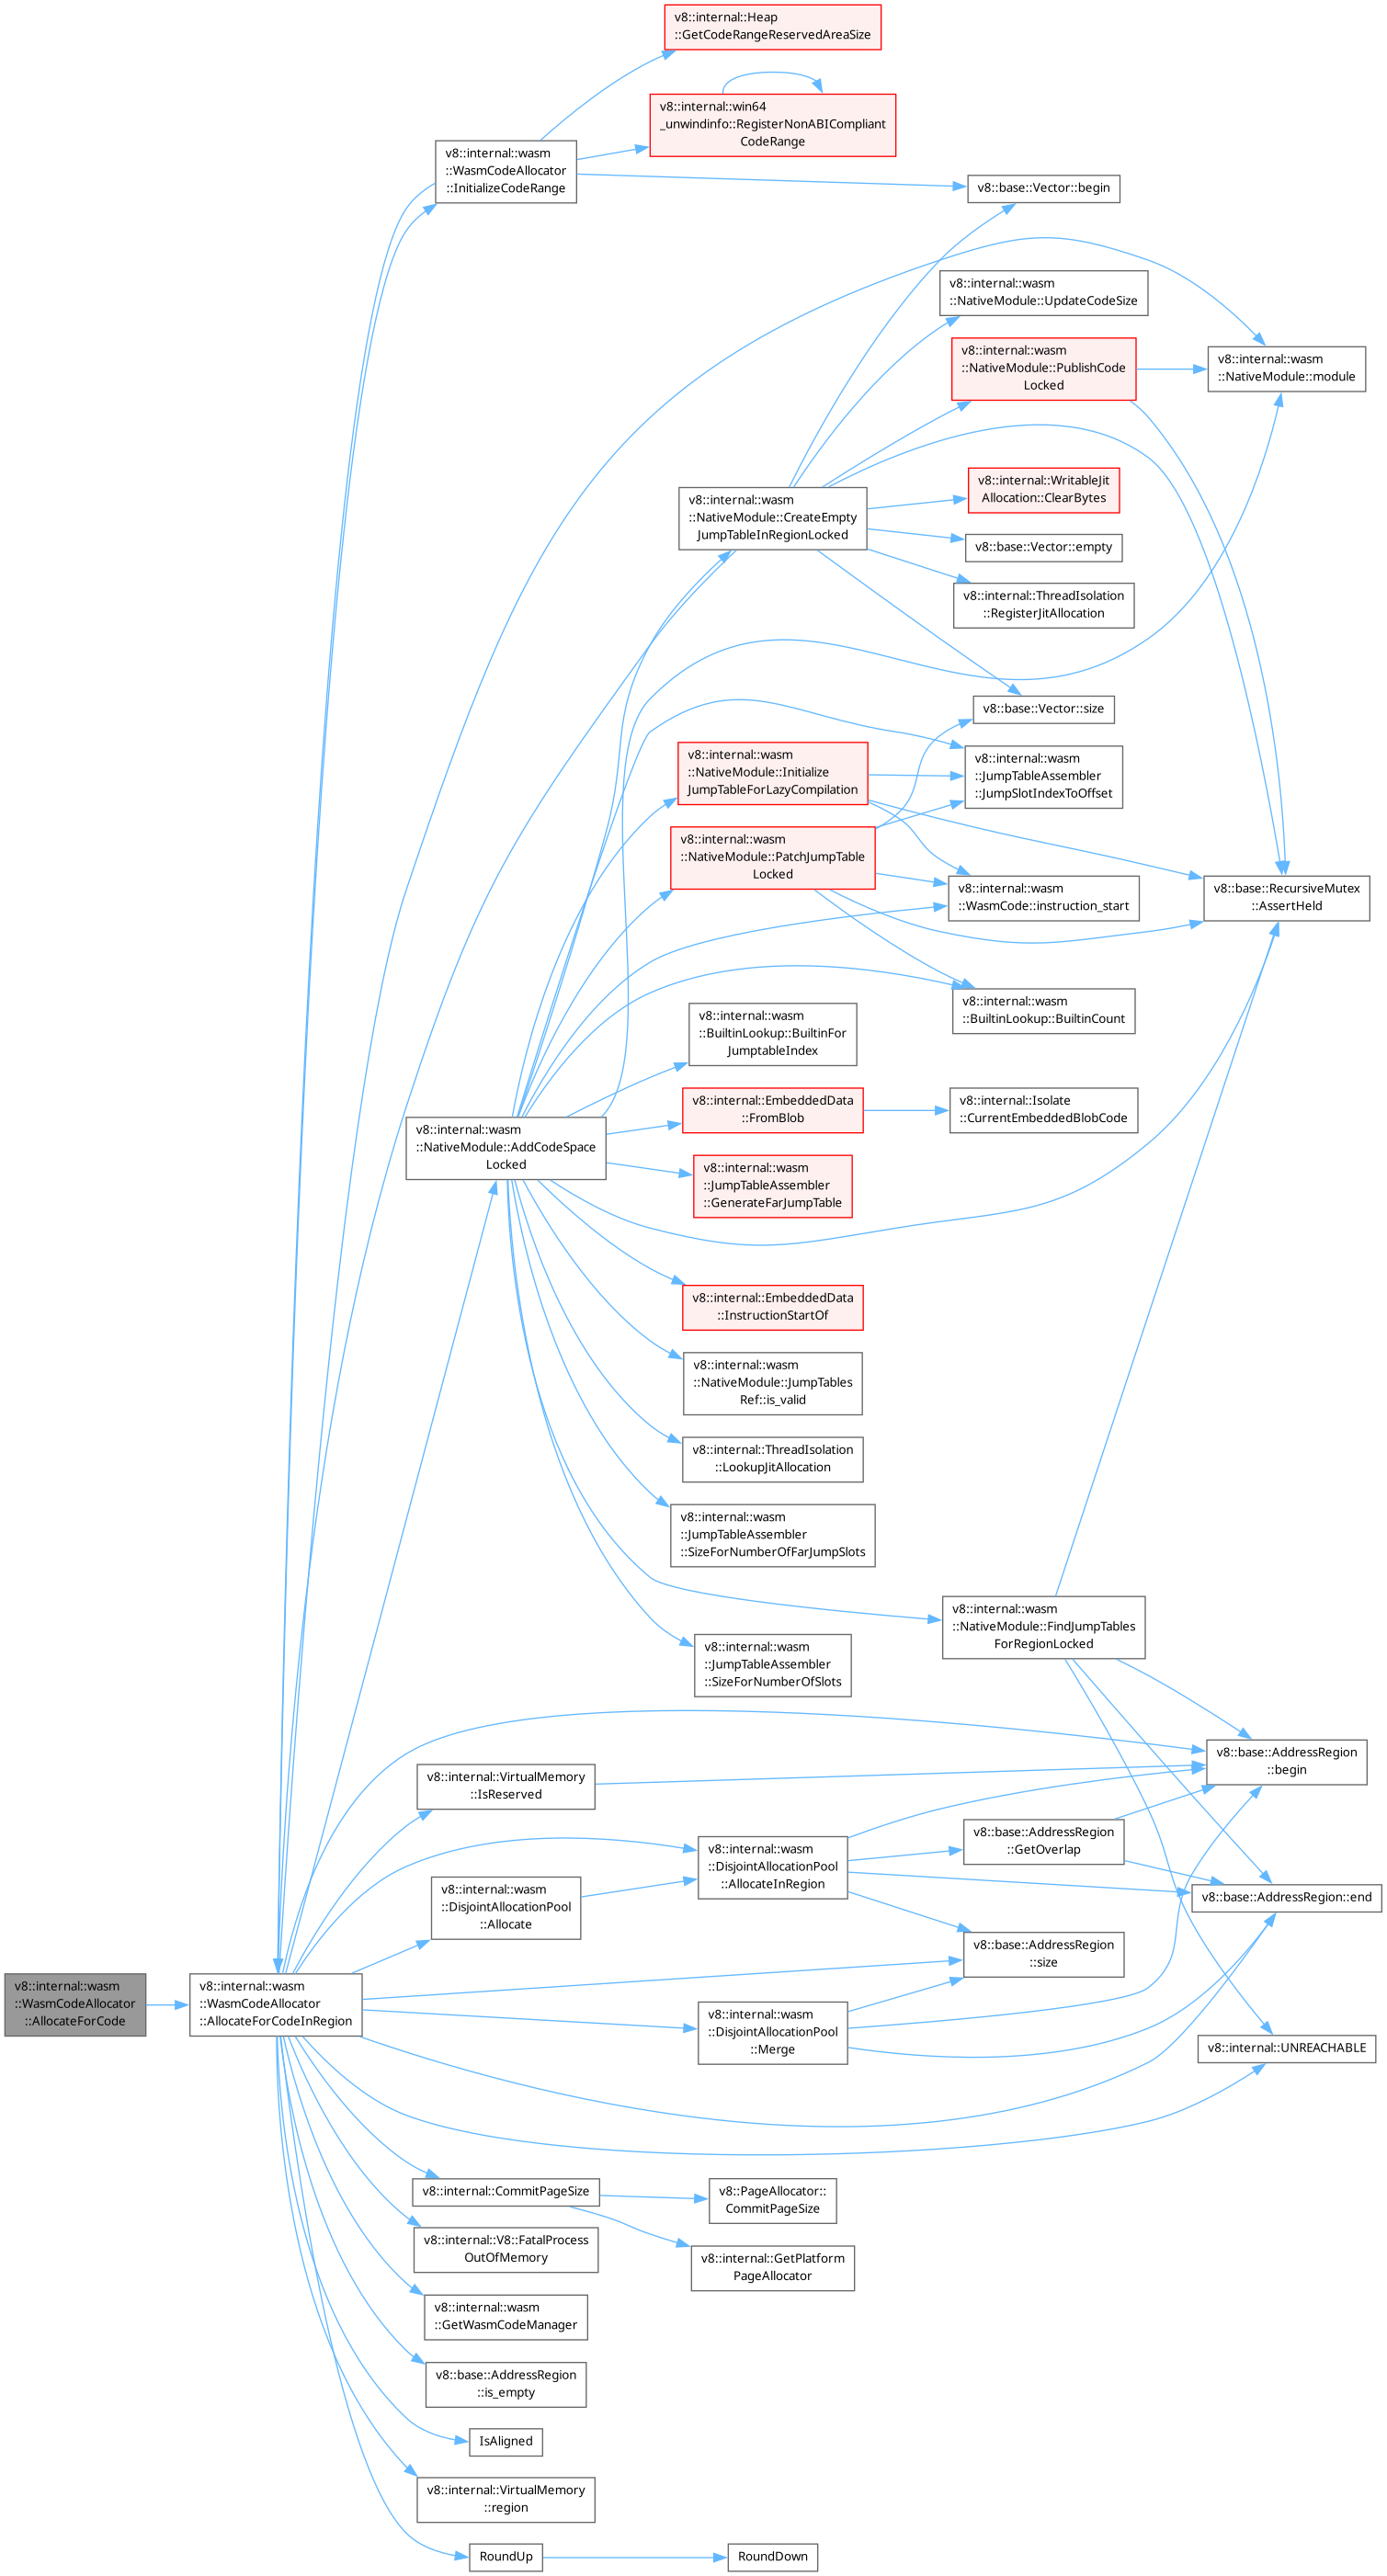 v8::internal::Heap
::GetCodeRangeReservedAreaSize
v8::internal::win64
_unwindinfo::RegisterNonABICompliant
CodeRange
v8::internal::wasm
::WasmCodeAllocator
::InitializeCodeRange
v8::base::Vector::begin
v8::internal::wasm
::NativeModule::UpdateCodeSize
v8::internal::wasm
::NativeModule::PublishCode
Locked
v8::internal::wasm
::NativeModule::module
v8::internal::WritableJit
Allocation::ClearBytes
v8::internal::wasm
::NativeModule::CreateEmpty
JumpTableInRegionLocked
v8::base::Vector::empty
v8::internal::ThreadIsolation
::RegisterJitAllocation
v8::base::Vector::size
v8::internal::wasm
::NativeModule::Initialize
JumpTableForLazyCompilation
v8::internal::wasm
::JumpTableAssembler
::JumpSlotIndexToOffset
v8::internal::wasm
::NativeModule::PatchJumpTable
Locked
v8::internal::wasm
::WasmCode::instruction_start
v8::base::RecursiveMutex
::AssertHeld
v8::internal::wasm
::BuiltinLookup::BuiltinCount
v8::internal::wasm
::BuiltinLookup::BuiltinFor
JumptableIndex
v8::internal::EmbeddedData
::FromBlob
v8::internal::Isolate
::CurrentEmbeddedBlobCode
v8::internal::wasm
::NativeModule::AddCodeSpace
Locked
v8::internal::wasm
::JumpTableAssembler
::GenerateFarJumpTable
v8::internal::EmbeddedData
::InstructionStartOf
v8::internal::wasm
::NativeModule::JumpTables
Ref::is_valid
v8::internal::ThreadIsolation
::LookupJitAllocation
v8::internal::wasm
::JumpTableAssembler
::SizeForNumberOfFarJumpSlots
v8::internal::wasm
::NativeModule::FindJumpTables
ForRegionLocked
v8::internal::wasm
::JumpTableAssembler
::SizeForNumberOfSlots
v8::base::AddressRegion
::begin
v8::internal::VirtualMemory
::IsReserved
v8::internal::wasm
::DisjointAllocationPool
::AllocateInRegion
v8::base::AddressRegion
::GetOverlap
v8::internal::wasm
::DisjointAllocationPool
::Allocate
v8::base::AddressRegion::end
v8::base::AddressRegion
::size
v8::internal::wasm
::WasmCodeAllocator
::AllocateForCode
v8::internal::wasm
::WasmCodeAllocator
::AllocateForCodeInRegion
v8::internal::wasm
::DisjointAllocationPool
::Merge
v8::internal::UNREACHABLE
v8::internal::CommitPageSize
v8::PageAllocator::
CommitPageSize
v8::internal::V8::FatalProcess
OutOfMemory
v8::internal::GetPlatform
PageAllocator
v8::internal::wasm
::GetWasmCodeManager
v8::base::AddressRegion
::is_empty
IsAligned
v8::internal::VirtualMemory
::region
RoundUp
RoundDown